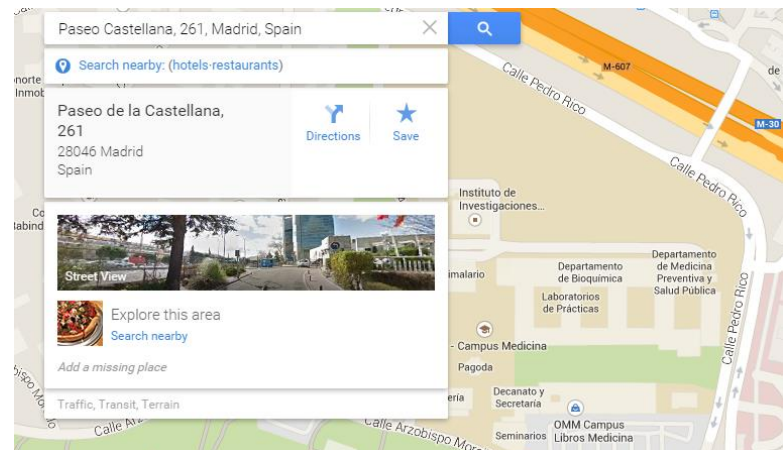 Paseo Castellana, 261, Madrid, Spain
Search nearby: (hotels·restaurants)
Paseo de la Castellana,
261
28046 Madrid
Spain
Directions
Save
Street View
Explore this area
Search nearby
Add a missing place
Traffic, Transit, Terrain
M-607
de
M-30
Calle Pedro Rico
Calle Pedro Rico
Calle Pedro Rico
Instituto de
Investigaciones...
imalario
Departamento
de Bioquímica
Departamento
de Medicina
Preventiva y
Salud Pública
Laboratorios
de Prácticas
- Campus Medicina
Pagoda
ería
Decanato y
Secretaría
OMM Campus
Libros Medicina
Seminarios
Calle Arzobispo Mor